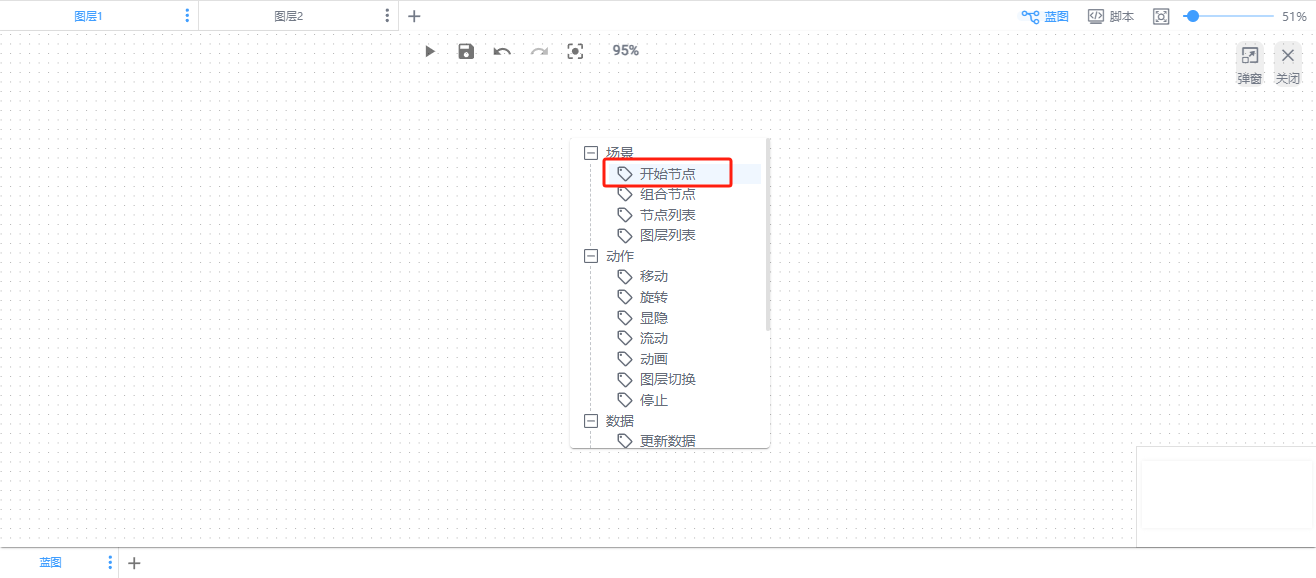 图层1
图层2
蓝图
脚本
51%
95%
弹窗
关闭
场景
开始节点
组合节点
节点列表
图层列表
动作
移动
旋转
显隐
流动
动画
图层切换
停止
数据
更新数据
蓝图